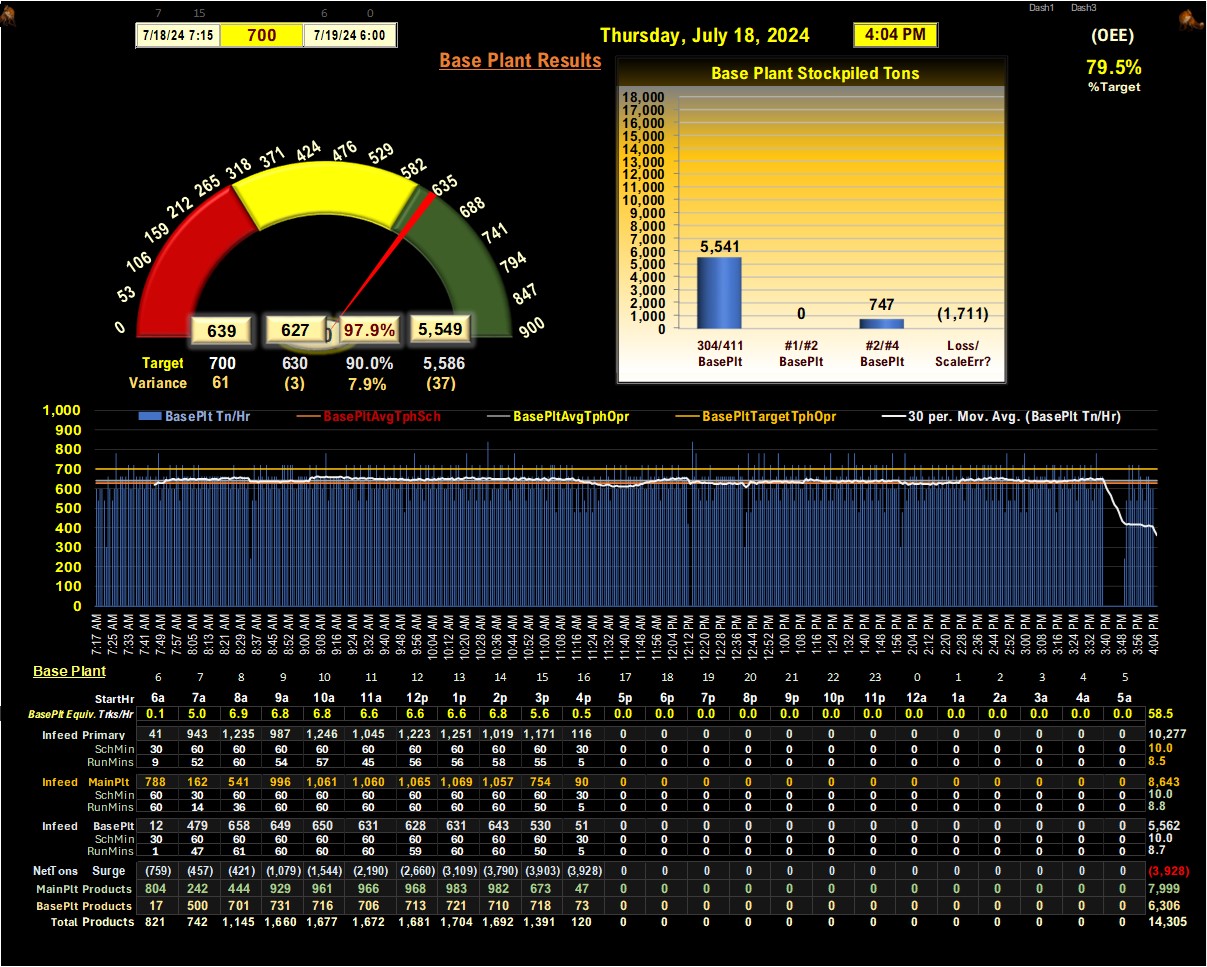 Dash1 Dash3
7 15 6 0
7/18/24 7:15 700 7/19/24 6:00
Thursday, July 18, 2024 4:04 PM
(OEE)
79.5%
%Target
Base Plant Results
Base Plant Stockpiled Tons
18,000
17,000
16,000
15,000
14,000
13,000
12,000
11,000
10,000
9,000
8,000
7,000
6,000
5,000
4,000
3,000
2,000
1,000
0
5,541 0 747 (1,711)
304/411 BasePlt
#1/#2 BasePlt
#2/#4 BasePlt
Loss/ ScaleErr?
0 53 106 159 212 265 318 371 424 476 529 582 635 688 741 794 847 900
639 627 97.9% 5,549
Target 700 630 90.0% 5,586
Variance 61 (3) 7.9% (37)
BasePlt Tn/Hr BasePltAvgTphSch BasePltAvgTphOpr BasePltTargetTphOpr 30 per. Mov. Avg. (BasePlt Tn/Hr)
1,000
900
800
700
600
500
400
300
200
100
0
7:17 AM 7:25 AM 7:33 AM 7:41 AM 7:49 AM 7:57 AM 8:05 AM 8:13 AM 8:21 AM 8:29 AM 8:37 AM 8:45 AM 8:52 AM 9:00 AM 9:08 AM 9:16 AM 9:24 AM 9:32 AM 9:40 AM 9:48 AM 9:56 AM 10:04 AM 10:12 AM 10:20 AM 10:28 AM 10:36 AM 10:44 AM 10:52 AM 11:00 AM 11:08 AM 11:16 AM 11:24 AM 11:32 AM 11:40 AM 11:48 AM 11:56 AM 12:04 PM 12:12 PM 12:20 PM 12:28 PM 12:36 PM 12:44 PM 12:52 PM 1:00 PM 1:08 PM 1:16 PM 1:24 PM 1:32 PM 1:40 PM 1:48 PM 1:56 PM 2:04 PM 2:12 PM 2:20 PM 2:28 PM 2:36 PM 2:44 PM 2:52 PM 3:00 PM 3:08 PM 3:16 PM 3:24 PM 3:32 PM 3:40 PM 3:48 PM 3:56 PM 4:04 PM
Base Plant
6 7 8 9 10 11 12 13 14 15 16 17 18 19 20 21 22 23 0 1 2 3 4 5
StartHr 6a 7a 8a 9a 10a 11a 12p 1p 2p 3p 4p 5p 6p 7p 8p 9p 10p 11p 12a 1a 2a 3a 4a 5a
BasePlt Equiv. Trks/Hr 0.1 5.0 6.9 6.8 6.8 6.6 6.6 6.6 6.8 5.6 0.5 0.0 0.0 0.0 0.0 0.0 0.0 0.0 0.0 0.0 0.0 0.0 0.0 0.0 58.5
Infeed Primary 41 943 1,235 987 1,246 1,045 1,223 1,251 1,019 1,171 116 0 0 0 0 0 0 0 0 0 0 0 0 0 10,277
SchMin 30 60 60 60 60 60 60 60 60 60 30 0 0 0 0 0 0 0 0 0 0 0 0 0 10.0
RunMins 9 52 60 54 57 45 56 56 58 55 5 0 0 0 0 0 0 0 0 0 0 0 0 0 8.5
Infeed MainPlt 788 162 541 996 1,061 1,060 1,065 1,069 1,057 754 90 0 0 0 0 0 0 0 0 0 0 0 0 0 8,643
SchMin 60 30 60 60 60 60 60 60 60 60 30 0 0 0 0 0 0 0 0 0 0 0 0 0 10.0
RunMins 60 14 36 60 60 60 60 60 60 50 5 0 0 0 0 0 0 0 0 0 0 0 0 0 8.8
Infeed BasePlt 12 479 658 649 650 631 628 631 643 530 51 0 0 0 0 0 0 0 0 0 0 0 0 0 5,562
SchMin 30 60 60 60 60 60 60 60 60 60 30 0 0 0 0 0 0 0 0 0 0 0 0 0 10.0
RunMins 1 47 61 60 60 60 59 60 60 50 5 0 0 0 0 0 0 0 0 0 0 0 0 0 8.7
NetTons Surge (759) (457) (421) (1,079) (1,544) (2,190) (2,660) (3,109) (3,790) (3,903) (3,928) 0 0 0 0 0 0 0 0 0 0 0 0 0 (3,928)
MainPlt Products 804 242 444 929 961 966 968 983 982 673 47 0 0 0 0 0 0 0 0 0 0 0 0 0 7,999
BasePlt Products 17 500 701 731 716 706 713 721 710 718 73 0 0 0 0 0 0 0 0 0 0 0 0 0 6,306
Total Products 821 742 1,145 1,660 1,677 1,672 1,681 1,704 1,692 1,391 120 0 0 0 0 0 0 0 0 0 0 0 0 0 14,305